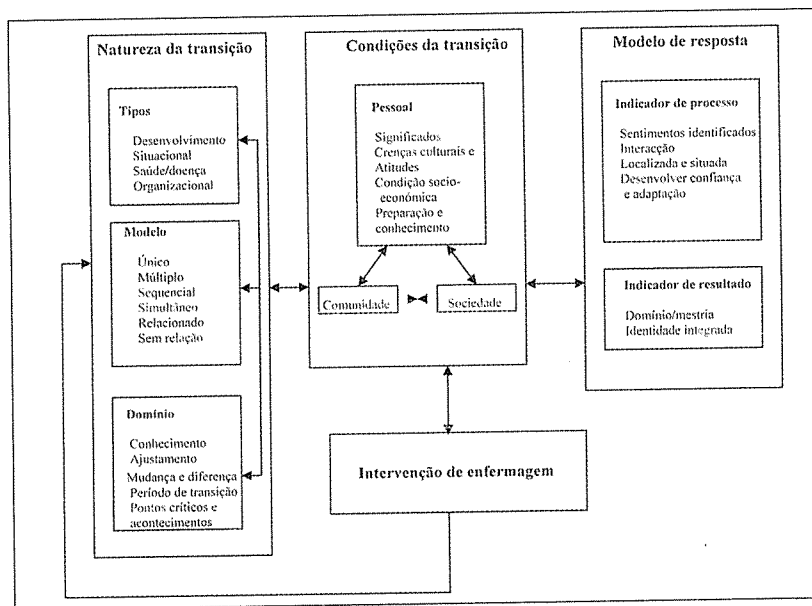 Natureza da transição
Tipos
Desenvolvimento
Situacional
Saúde/doença
Organizacional
Modelo
Único
Múltiplo
Sequencial
Simultâneo
Relacionado
Sem relação
Domínio
Conhecimento
Ajustamento
Mudança e diferença
Período de transição
Pontos críticos e
acontecimentos
Condições da transição
Pessoal
Significados
Crenças culturais e
Atitudes
Condição socio-
económica
Preparação e
conhecimento
Comunidade
Sociedade
Intervenção de enfermagem
Modelo de resposta
Indicador de processo
Sentimentos identificados
Interacção
Localizada e situada
Desenvolver confiança
e adaptação
Indicador de resultado
Domínio/mestria
Identidade integrada